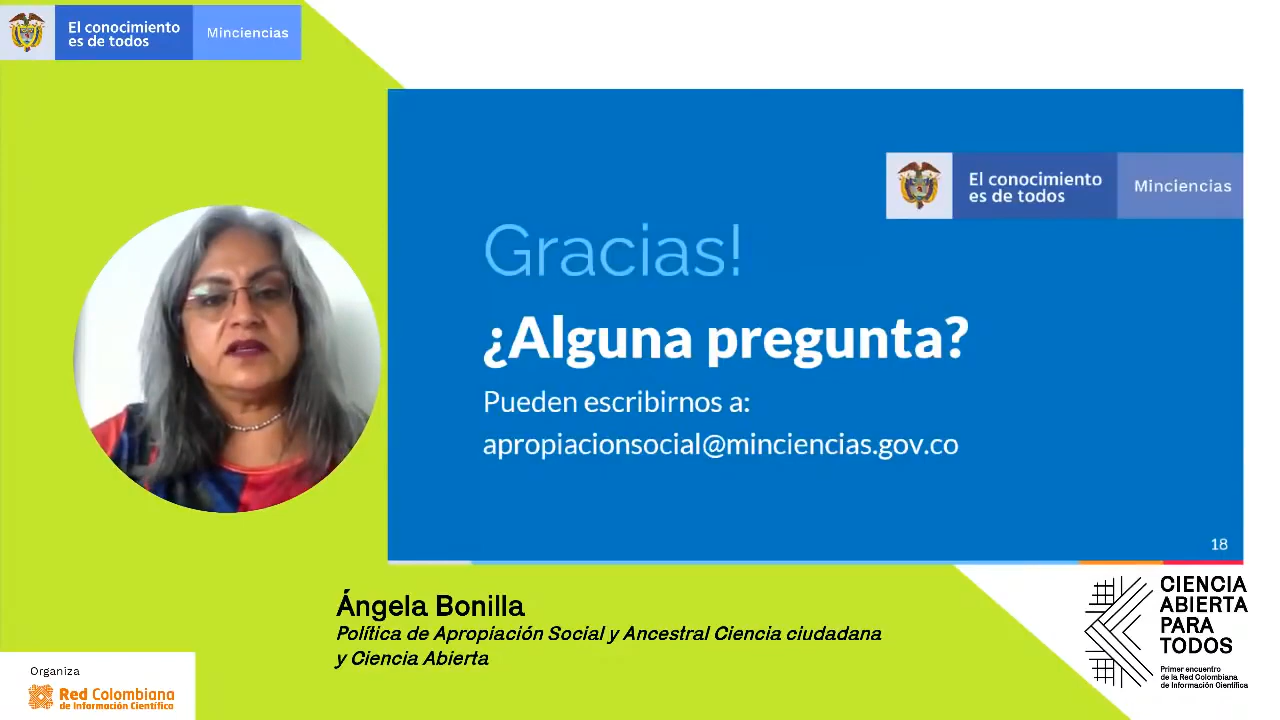 El conocimiento
es de todos
Minciencias
El conocimiento
es de todos
Minciencias
Gracias!
¿Alguna pregunta?
Pueden escribirnos a:
apropiacionsocial@minciencias.gov.co
18
Ángela Bonilla
Política de Apropiación Social y Ancestral Ciencia ciudadana
y Ciencia Abierta
CIENCIA
ABIERTA
PARA
TODOS
Primer encuentro
de la Red Colombiana
de Información Científica
Organiza
Red Colombiana
de Información Científica